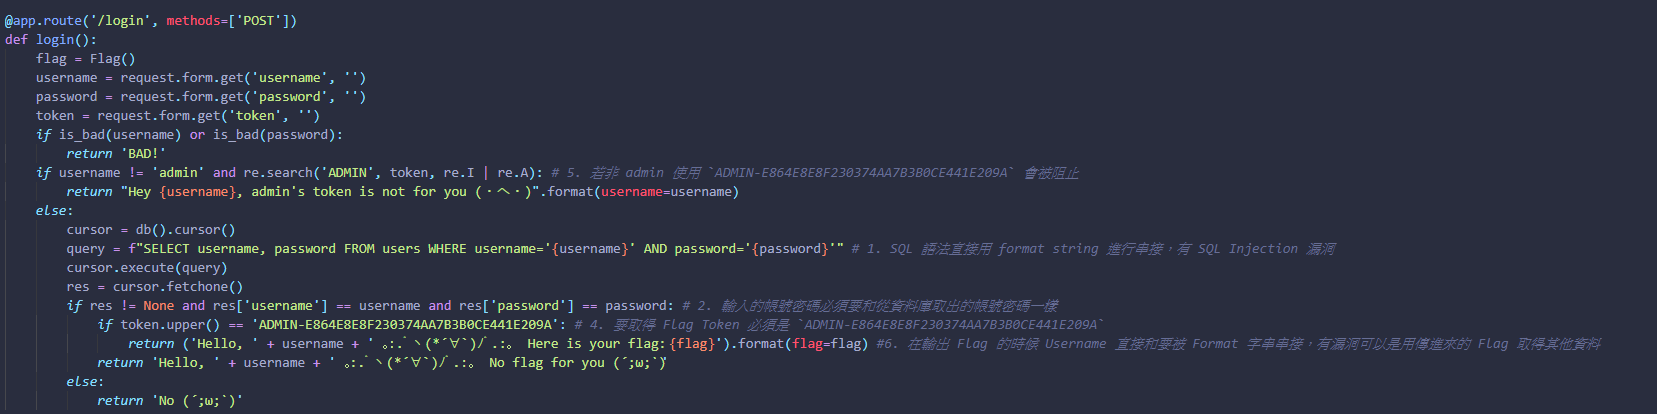 @app.route('/login', methods=['POST'])
def login():
    flag = Flag()
    username = request.form.get('username', '')
    password = request.form.get('password', '')
    token = request.form.get('token', '')
    if is_bad(username) or is_bad(password):
        return 'BAD!'
    if username != 'admin' and re.search('ADMIN', token, re.I | re.A): # 5. 若非 admin 使用 `ADMIN-E864E8E8F230374AA7B3B0CE441E209A` 會被阻止
        return "Hey {username}, admin's token is not for you (・へ・)".format(username=username)
    else:
        cursor = db().cursor()
        query = f"SELECT username, password FROM users WHERE username='{username}' AND password='{password}'" # 1. SQL 語法直接用 format string 進行串接，有 SQL Injection 漏洞
        cursor.execute(query)
        res = cursor.fetchone()
        if res != None and res['username'] == username and res['password'] == password: # 2. 輸入的帳號密碼必須要和從資料庫取出的帳號密碼一樣
            if token.upper() == 'ADMIN-E864E8E8F230374AA7B3B0CE441E209A': # 4. 要取得 Flag Token 必須是 `ADMIN-E864E8E8F230374AA7B3B0CE441E209A`
                return ('Hello, ' + username + ' ｡:.ﾟヽ(*´∀`)ﾉﾟ.:｡ Here is your flag:{flag}').format(flag=flag) #6. 在輸出 Flag 的時候 Username 直接和要被 Format 字串串接，有漏洞可以是用傳進來的 Flag 取得其他資料
            return 'Hello, ' + username + ' ｡:.ﾟヽ(*´∀`)ﾉﾟ.:｡ No flag for you (´;ω;`)'
        else:
            return 'No (´;ω;`)'